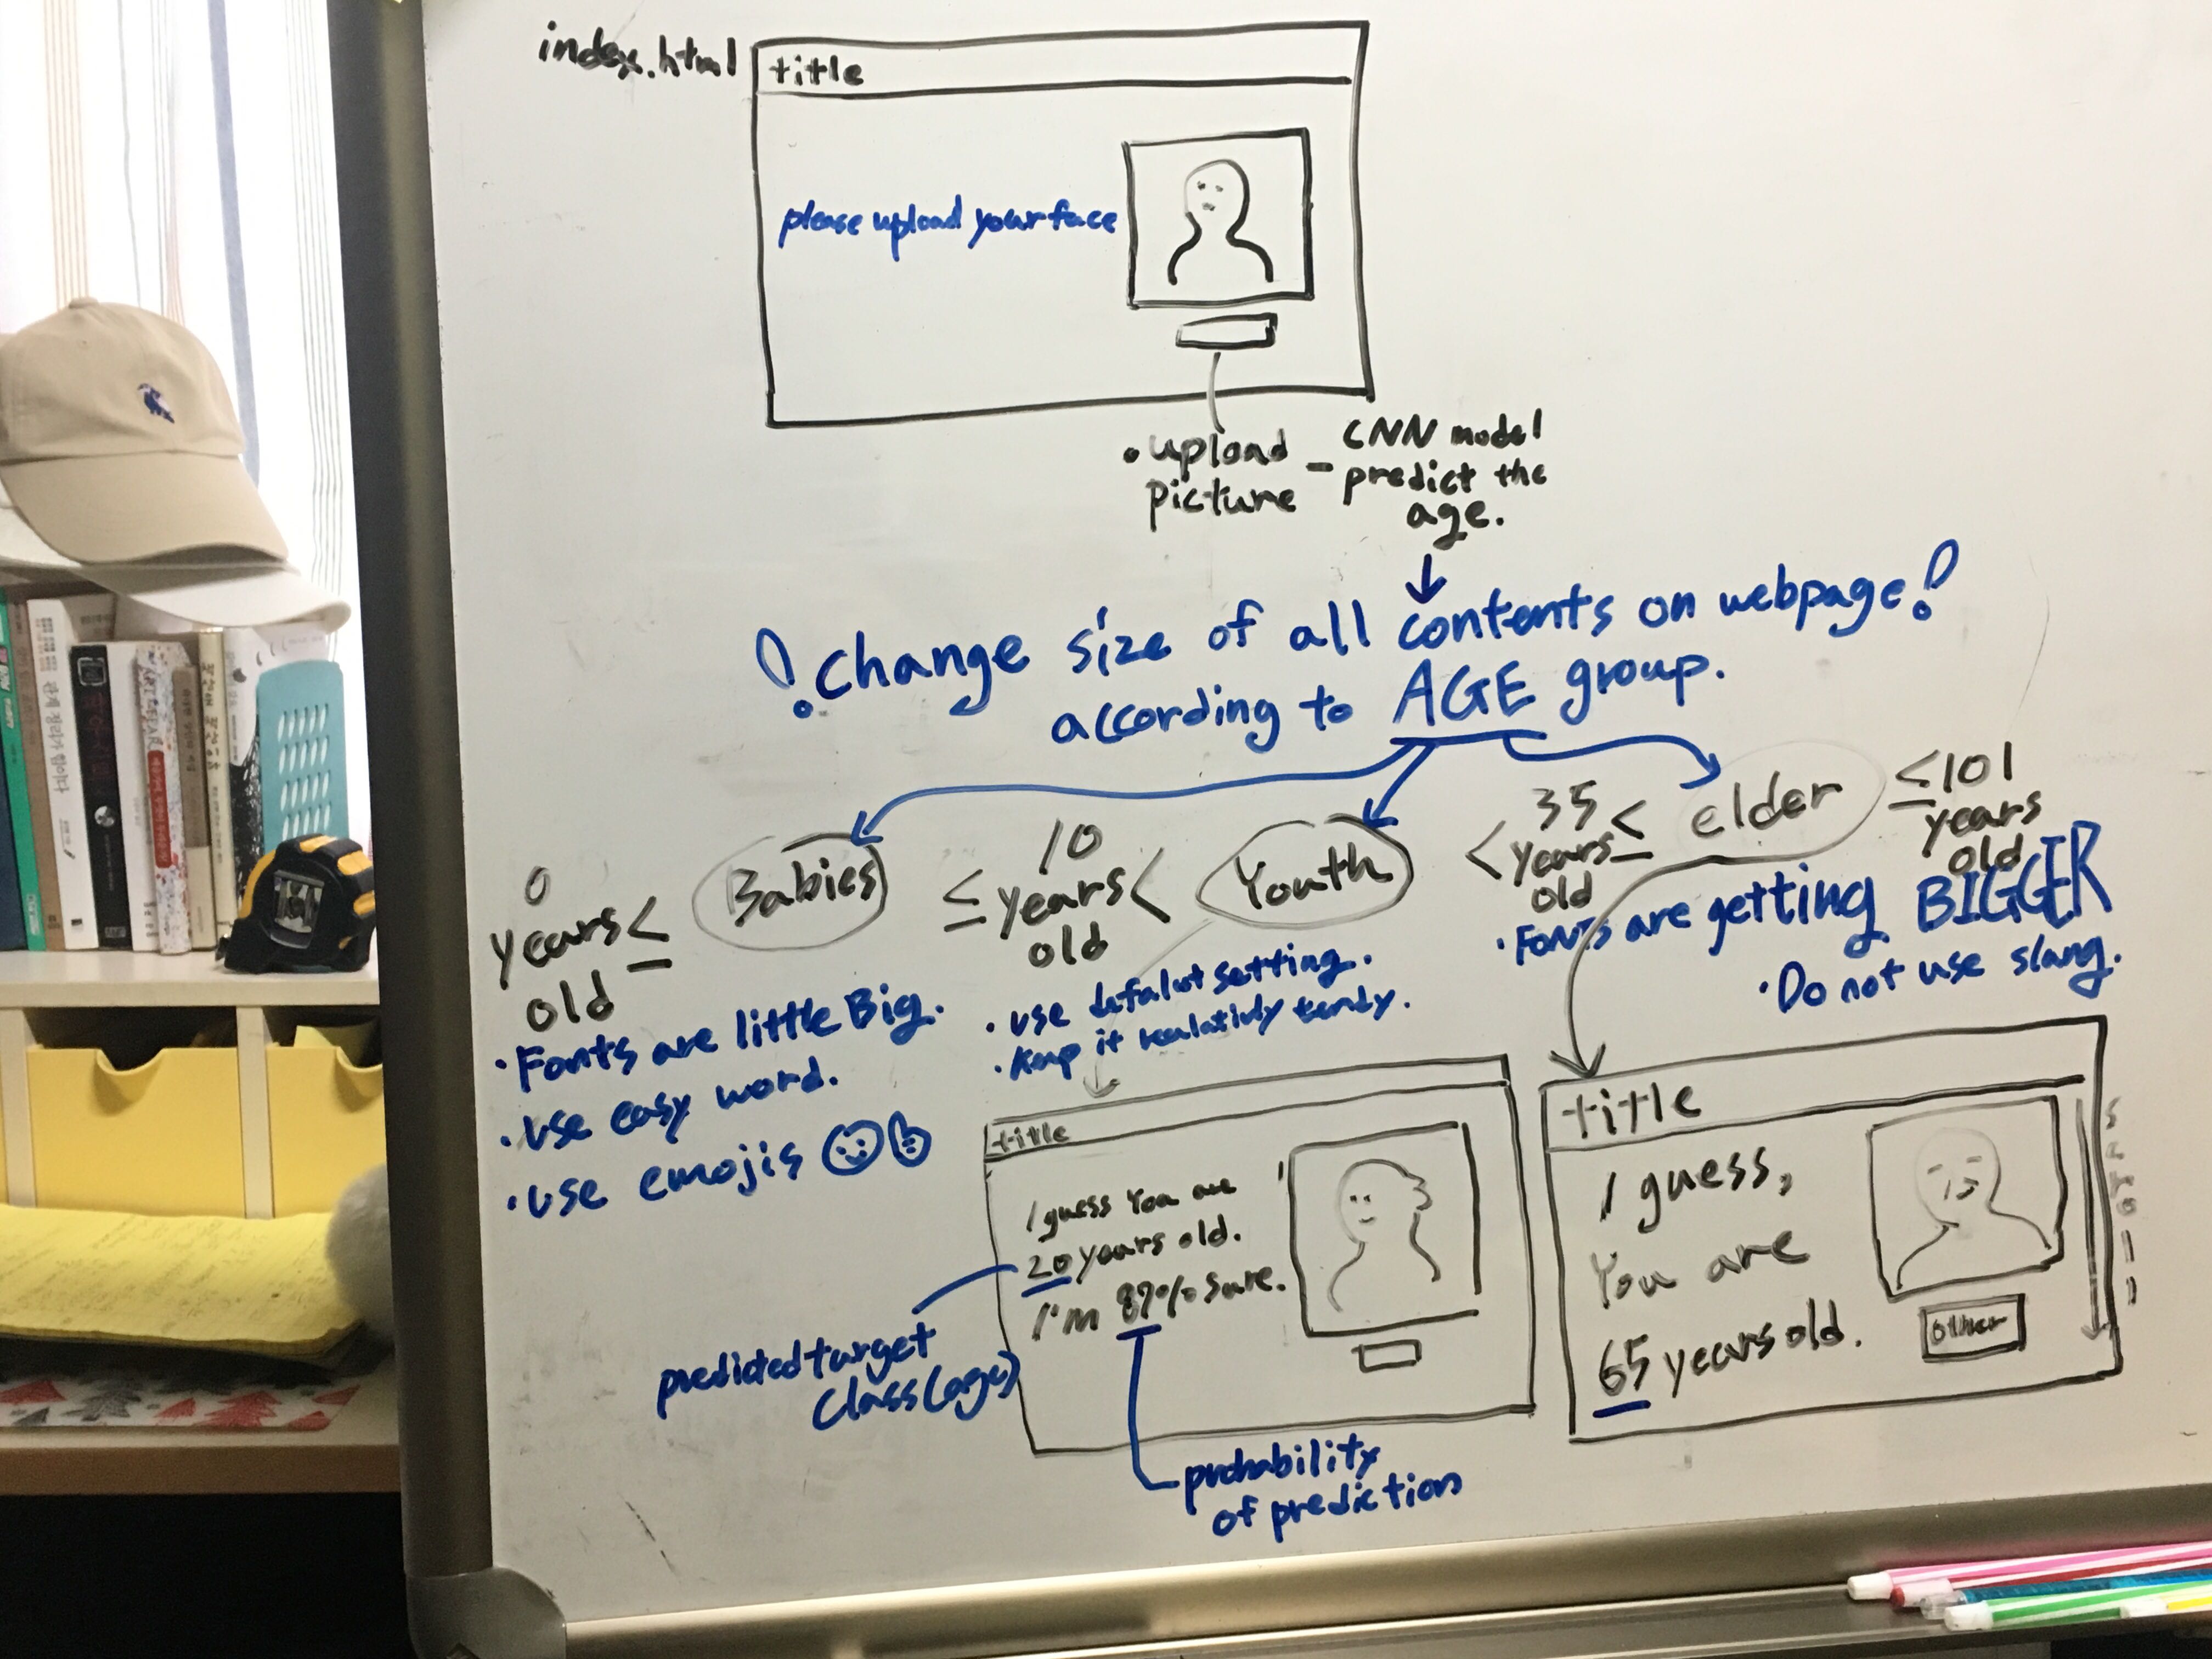 index.html
title
please upload your face
• upload
picture
- CNN model
predict the
age.
! Change size of all contents on webpage!
according to AGE group.
0
years ≤
old
Babies
10
≤ years <
old
Youth
35
< years ≤
old
elder
≤ 101
years
old
• Fonts are little Big.
• use easy word.
• use emojis
• use defalut setting.
• Keep it
• Fonts are getting BIGGER
• Do not use slang.
title
I guess You are
20 years old.
I'm 87% sure.
predicted target
class (age)
probability
of prediction
title
I guess,
You are
65 years old.
other
scroll